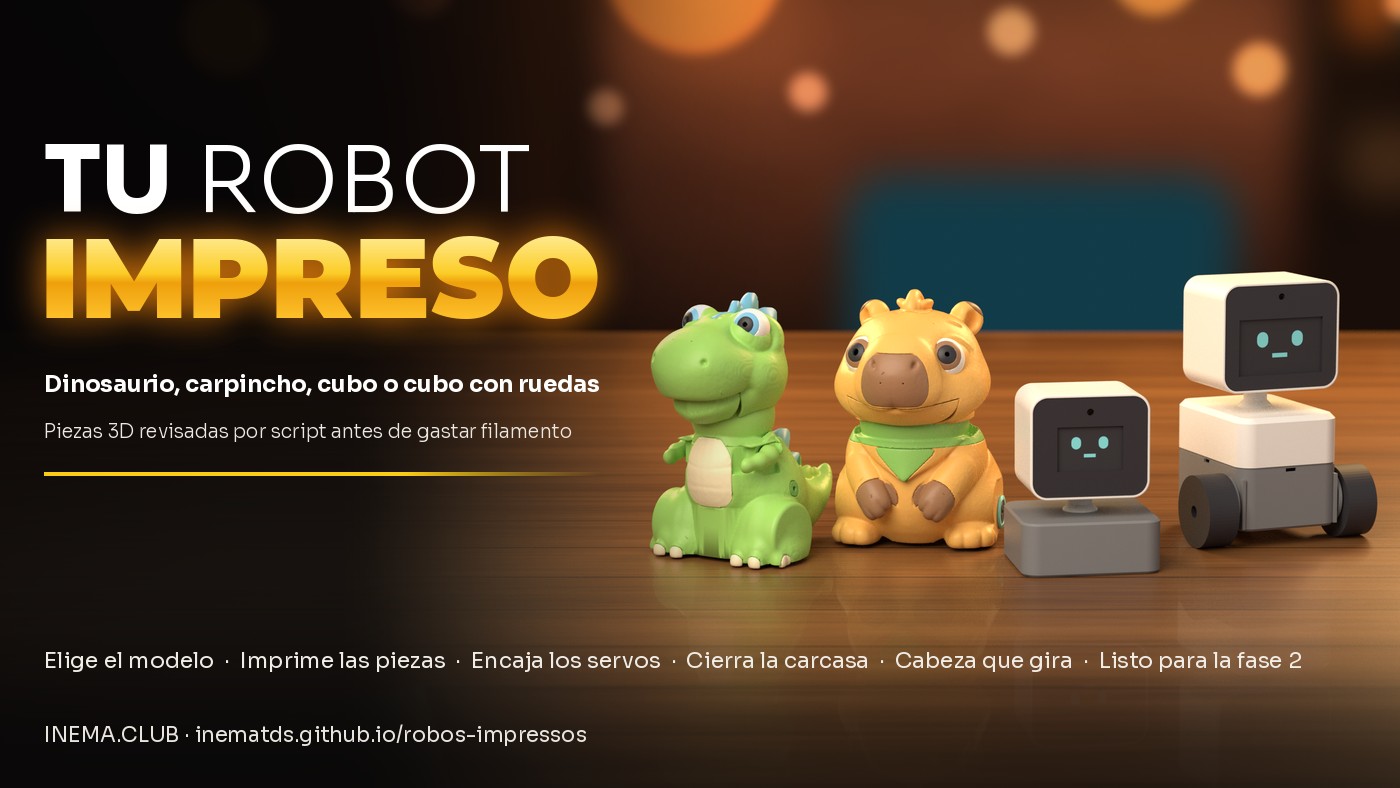 TU ROBOT
IMPRESO
Dinosaurio, carpincho, cubo o cubo con ruedas
Piezas 3D revisadas por script antes de gastar filamento
Elige el modelo · Imprime las piezas · Encaja los servos · Cierra la carcasa · Cabeza que gira · Listo para la fase 2
INEMA.CLUB · inematds.github.io/robos-impressos